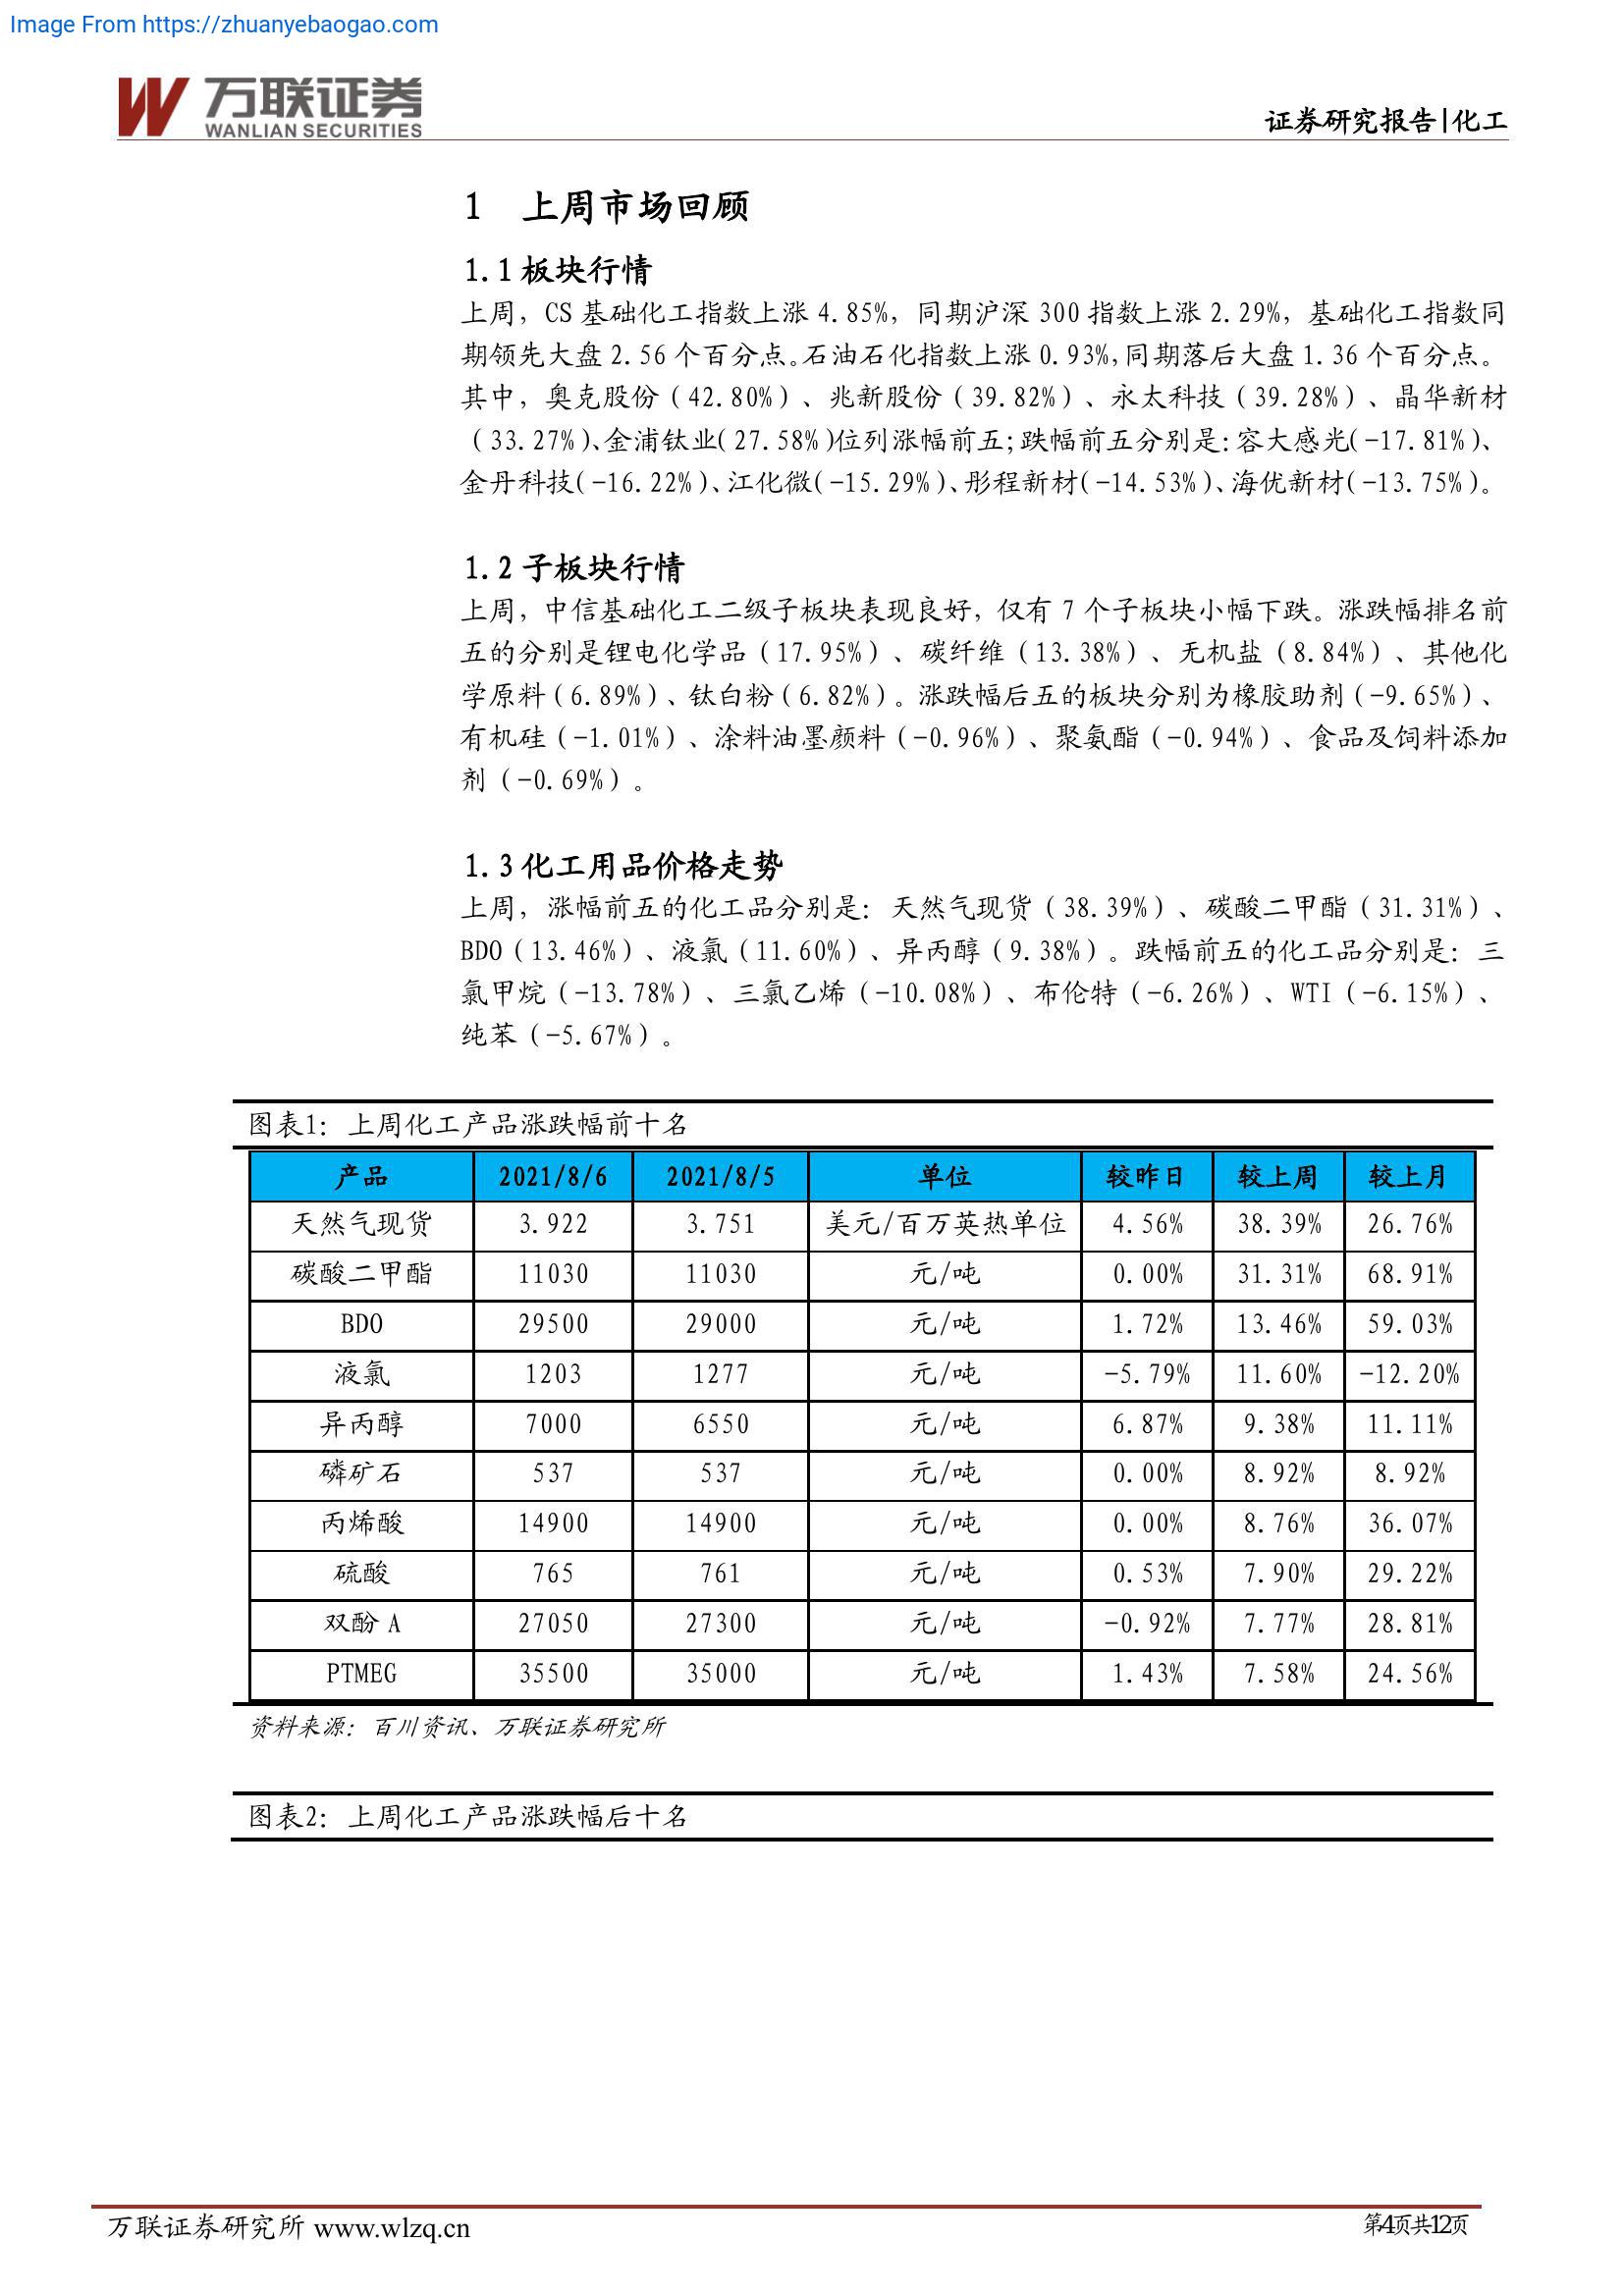 Image From https://zhuanyebaogao.com
万联证券
WANLIAN SECURITIES
证券研究报告|化工
1 上周市场回顾
1.1 板块行情
上周，CS 基础化工指数上涨 4.85%，同期沪深 300 指数上涨 2.29%，基础化工指数同
期领先大盘 2.56 个百分点。石油石化指数上涨 0.93%，同期落后大盘 1.36 个百分点。
其中，奥克股份（42.80%）、兆新股份（39.82%）、永太科技（39.28%）、晶华新材
（33.27%）、金浦钛业（27.58%）位列涨幅前五；跌幅前五分别是：容大感光（-17.81%）、
金丹科技（-16.22%）、江化微（-15.29%）、彤程新材（-14.53%）、海优新材（-13.75%）。
1.2 子板块行情
上周，中信基础化工二级子板块表现良好，仅有 7 个子板块小幅下跌。涨跌幅排名前
五的分别是锂电化学品（17.95%）、碳纤维（13.38%）、无机盐（8.84%）、其他化
学原料（6.89%）、钛白粉（6.82%）。涨跌幅后五的板块分别为橡胶助剂（-9.65%）、
有机硅（-1.01%）、涂料油墨颜料（-0.96%）、聚氨酯（-0.94%）、食品及饲料添加
剂（-0.69%）。
1.3 化工用品价格走势
上周，涨幅前五的化工品分别是：天然气现货（38.39%）、碳酸二甲酯（31.31%）、
BDO（13.46%）、液氯（11.60%）、异丙醇（9.38%）。跌幅前五的化工品分别是：三
氯甲烷（-13.78%）、三氯乙烯（-10.08%）、布伦特（-6.26%）、WTI（-6.15%）、
纯苯（-5.67%）。
图表1：上周化工产品涨跌幅前十名
产品 2021/8/6 2021/8/5 单位 较昨日 较上周 较上月
天然气现货 3.922 3.751 美元/百万英热单位 4.56% 38.39% 26.76%
碳酸二甲酯 11030 11030 元/吨 0.00% 31.31% 68.91%
BDO 29500 29000 元/吨 1.72% 13.46% 59.03%
液氯 1203 1277 元/吨 -5.79% 11.60% -12.20%
异丙醇 7000 6550 元/吨 6.87% 9.38% 11.11%
磷矿石 537 537 元/吨 0.00% 8.92% 8.92%
丙烯酸 14900 14900 元/吨 0.00% 8.76% 36.07%
硫酸 765 761 元/吨 0.53% 7.90% 29.22%
双酚 A 27050 27300 元/吨 -0.92% 7.77% 28.81%
PTMEG 35500 35000 元/吨 1.43% 7.58% 24.56%
资料来源：百川资讯、万联证券研究所
图表2：上周化工产品涨跌幅后十名
万联证券研究所 www.wlzq.cn
第4页共12页